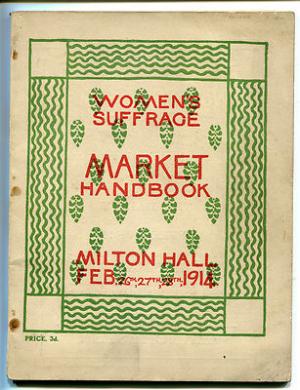 WOMEN'S
SUFFRAGE
MARKET
HANDBOOK
MILTON HALL
FEB. 26TH, 27TH, 28TH, 1914
PRICE, 3d.